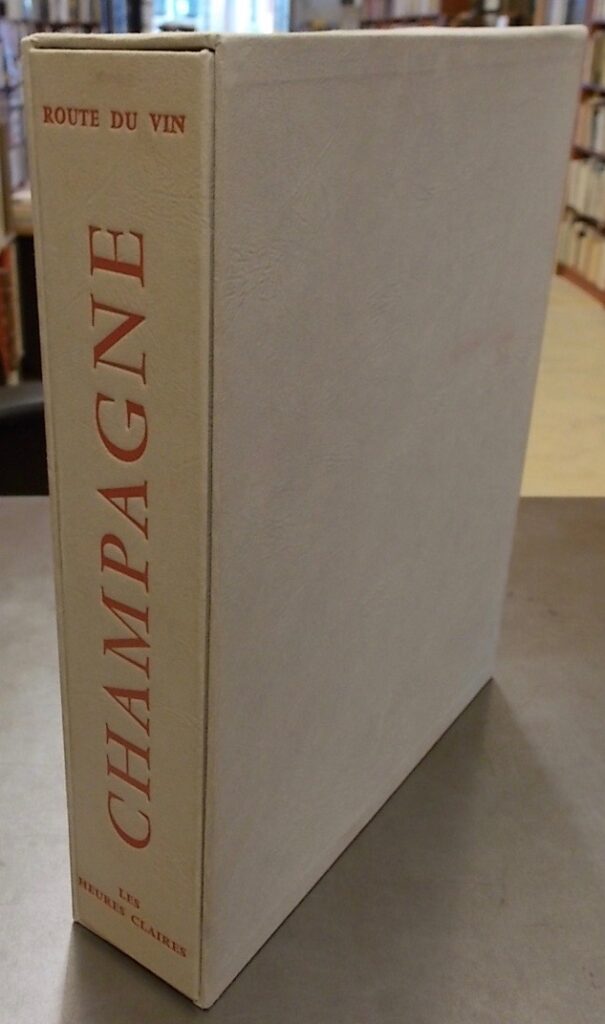 ROUTE DU VIN
CHAMPAGNE
LES
HEURES CLAIRES